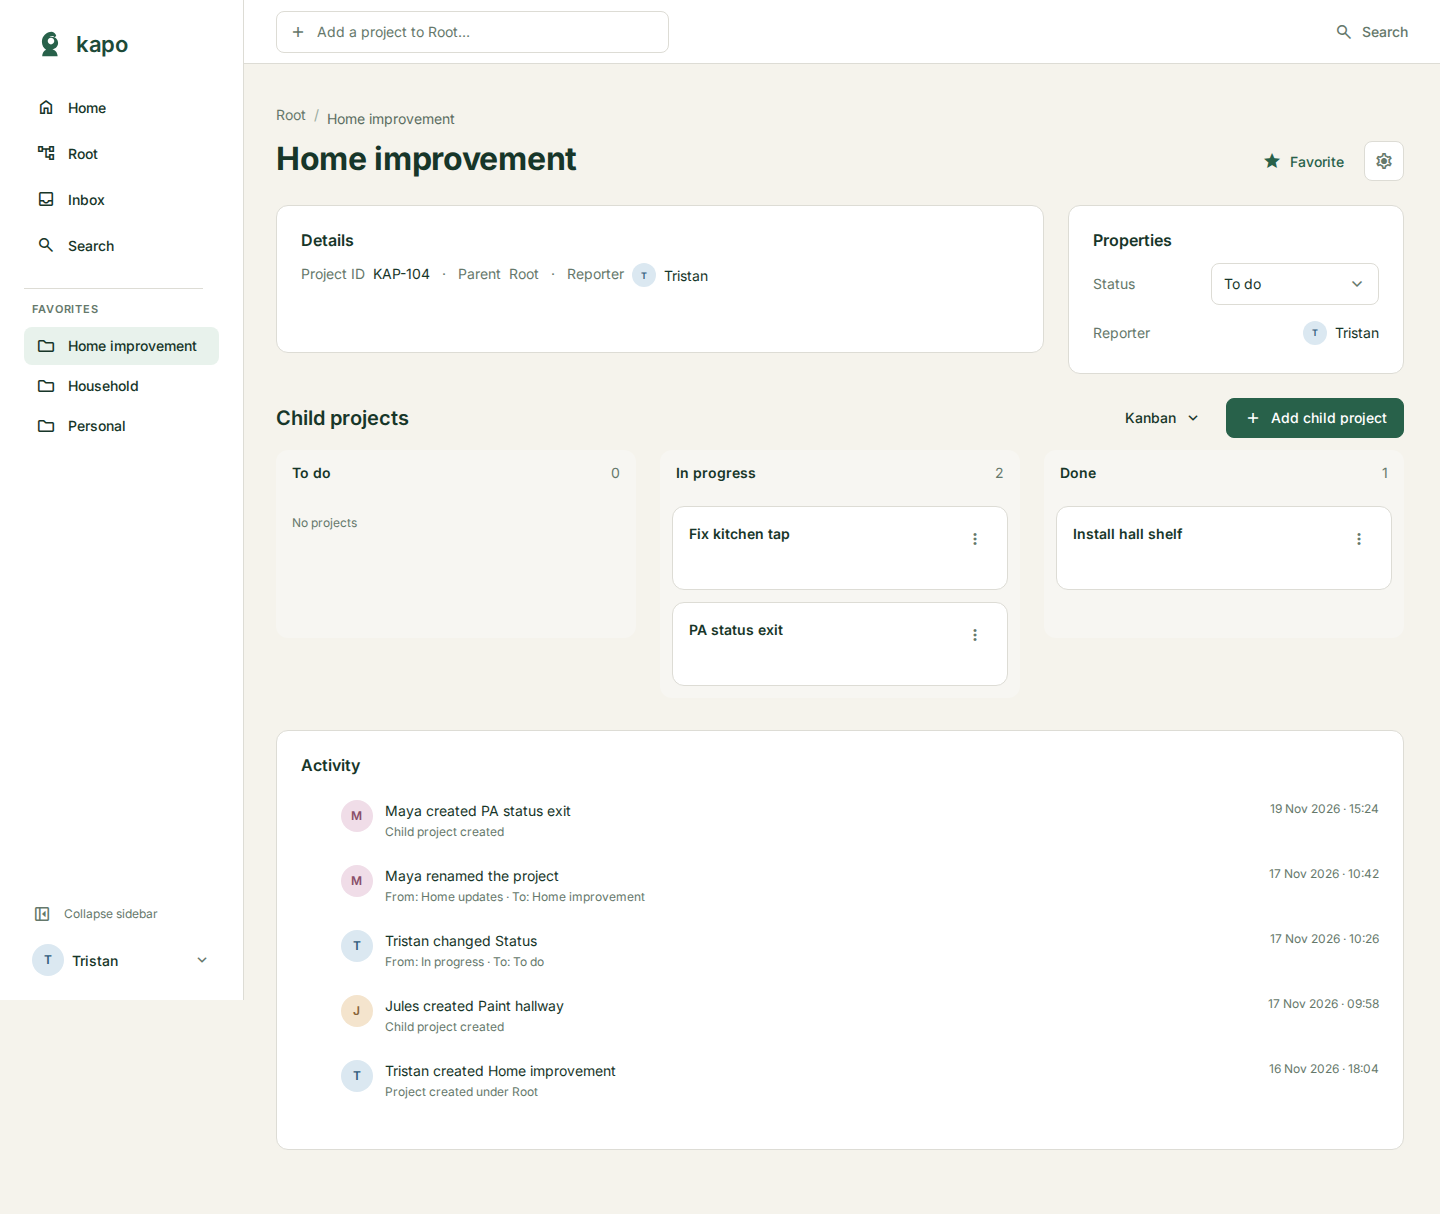 kapo
Add a project to Root...
Search
Home
Root
Inbox
Search
FAVORITES
Home improvement
Household
Personal
Collapse sidebar
T Tristan
Root / Home improvement
Home improvement
Favorite
Details
Project ID KAP-104 · Parent Root · Reporter T Tristan
Properties
Status To do
Reporter T Tristan
Child projects
Kanban
Add child project
To do 0
No projects
In progress 2
Fix kitchen tap
PA status exit
Done 1
Install hall shelf
Activity
M Maya created PA status exit 19 Nov 2026 · 15:24
Child project created
M Maya renamed the project 17 Nov 2026 · 10:42
From: Home updates · To: Home improvement
T Tristan changed Status 17 Nov 2026 · 10:26
From: In progress · To: To do
J Jules created Paint hallway 17 Nov 2026 · 09:58
Child project created
T Tristan created Home improvement 16 Nov 2026 · 18:04
Project created under Root